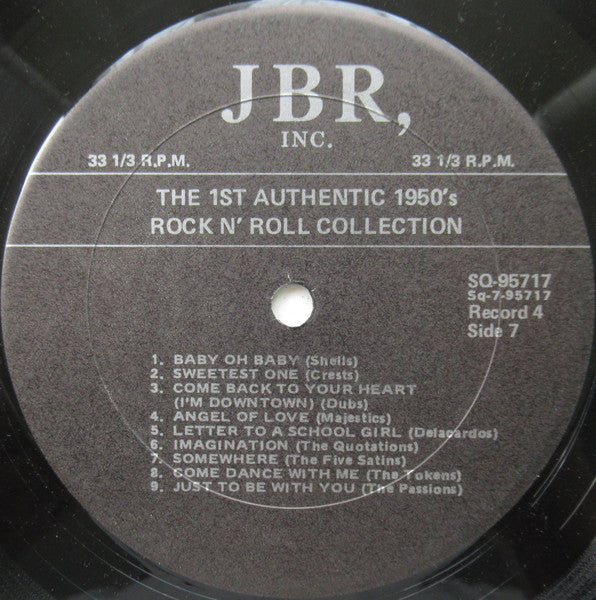 JBR,
INC.
33 1/3 R.P.M. 33 1/3 R.P.M.
THE 1ST AUTHENTIC 1950's
ROCK N' ROLL COLLECTION
SQ-95717
Sq-7-95717
Record 4
Side 7
1. BABY OH BABY (Shells)
2. SWEETEST ONE (Crests)
3. COME BACK TO YOUR HEART
(I'M DOWNTOWN) (Dubs)
4. ANGEL OF LOVE (Majestics)
5. LETTER TO A SCHOOL GIRL (Delacardos)
6. IMAGINATION (The Quotations)
7. SOMEWHERE (The Five Satins)
8. COME DANCE WITH ME (The Tokens)
9. JUST TO BE WITH YOU (The Passions)